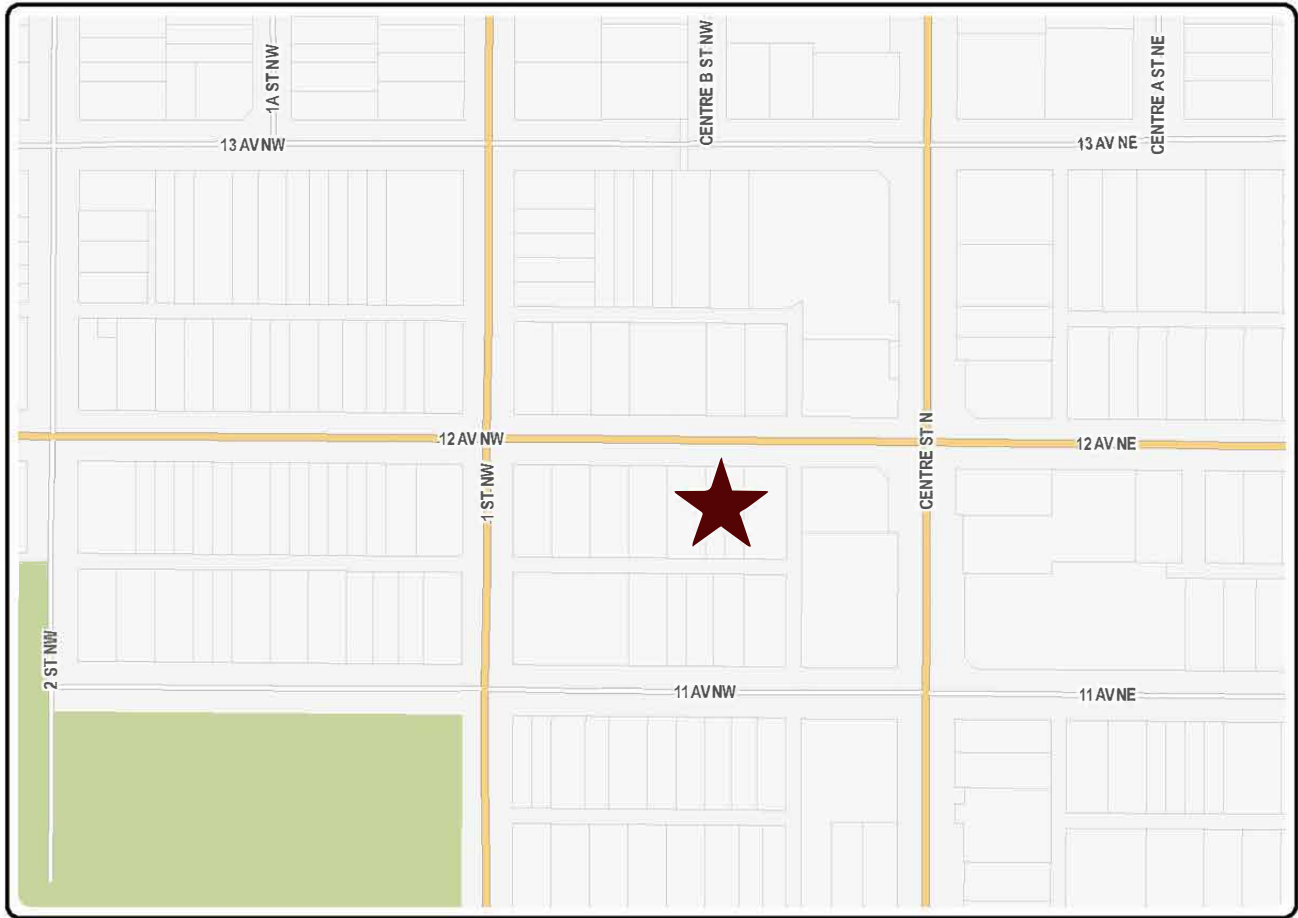 1A ST NW
CENTRE B ST NW
CENTRE A ST NE
13 AV NW
13 AV NE
12 AV NW
12 AV NE
1 ST NW
CENTRE ST N
2 ST NW
11 AV NW
11 AV NE